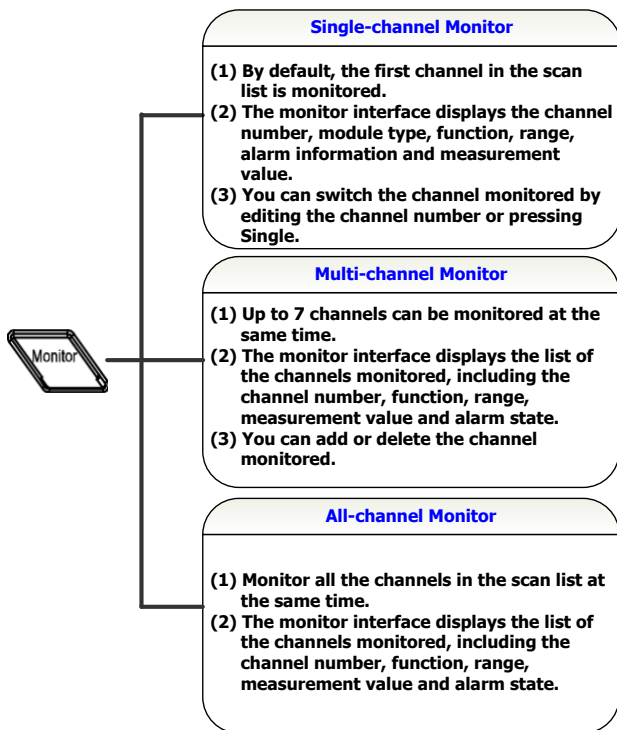 Single-channel Monitor
(1) By default, the first channel in the scan
list is monitored.
(2) The monitor interface displays the channel
number, module type, function, range,
alarm information and measurement
value.
(3) You can switch the channel monitored by
editing the channel number or pressing
Single.
Multi-channel Monitor
(1) Up to 7 channels can be monitored at the
same time.
(2) The monitor interface displays the list of
the channels monitored, including the
channel number, function, range,
measurement value and alarm state.
(3) You can add or delete the channel
monitored.
Monitor
All-channel Monitor
(1) Monitor all the channels in the scan list at
the same time.
(2) The monitor interface displays the list of
the channels monitored, including the
channel number, function, range,
measurement value and alarm state.